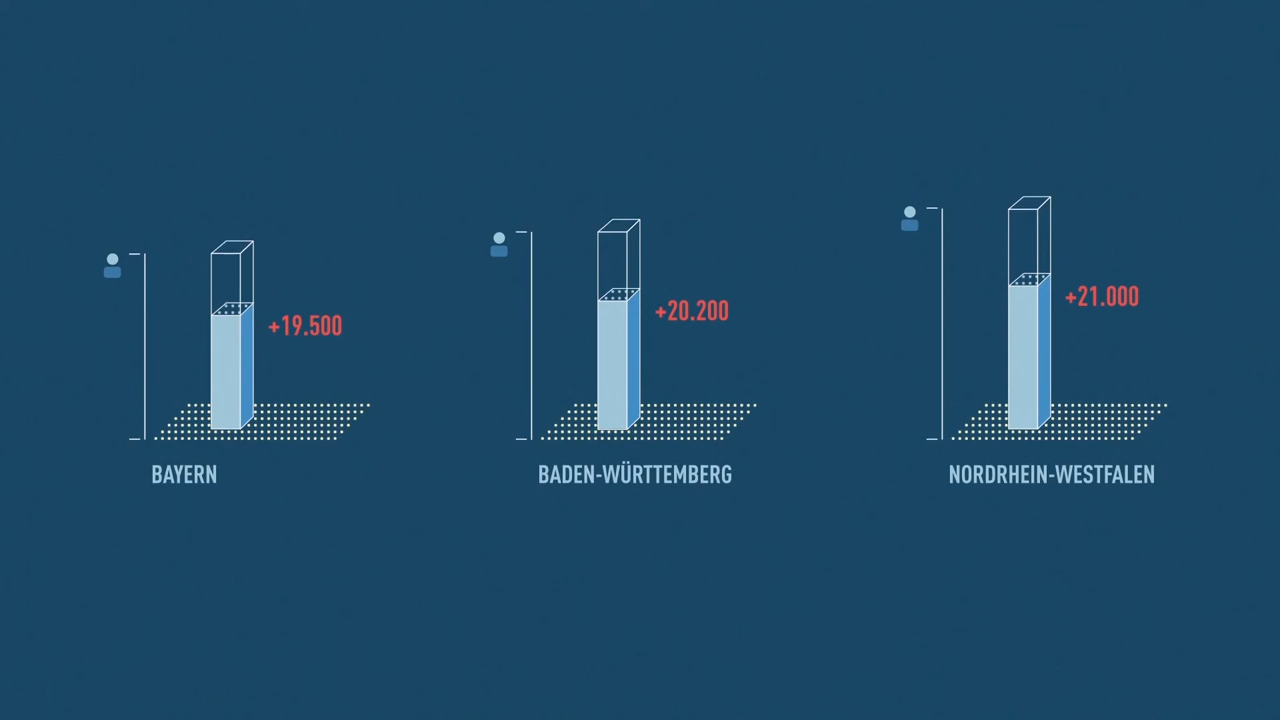 +19.500
+20.200
+21.000
BAYERN
BADEN-WÜRTTEMBERG
NORDRHEIN-WESTFALEN